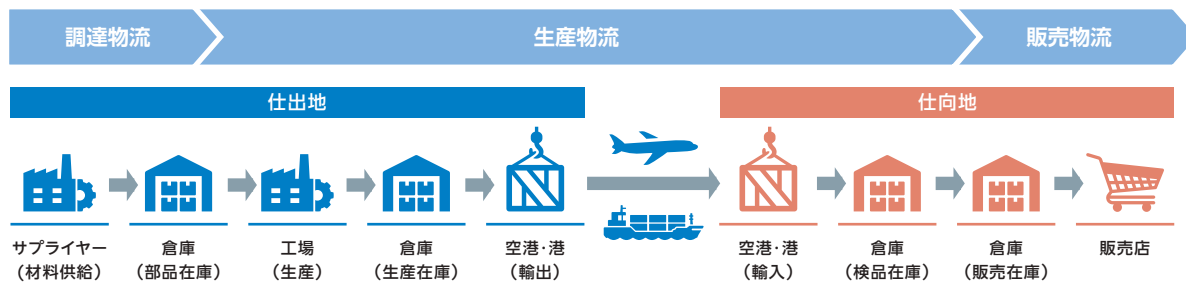 調達物流
生産物流
販売物流
仕出地
仕向地
サプライヤー
（材料供給）
倉庫
（部品在庫）
工場
（生産）
倉庫
（生産在庫）
空港･港
（輸出）
空港･港
（輸入）
倉庫
（検品在庫）
倉庫
（販売在庫）
販売店